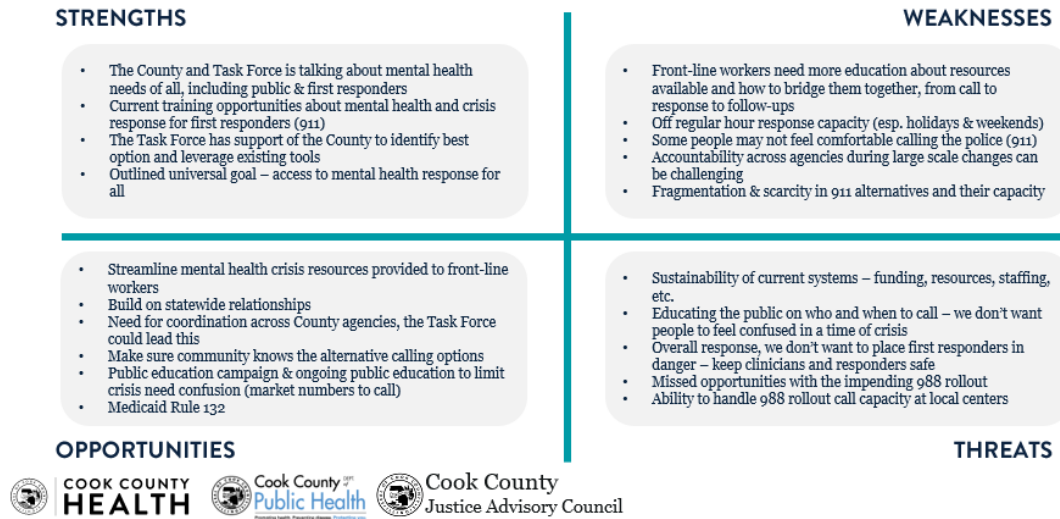 STRENGTHS
WEAKNESSES
• The County and Task Force is talking about mental health
needs of all, including public & first responders
• Current training opportunities about mental health and crisis
response for first responders (911)
• The Task Force has support of the County to identify best
option and leverage existing tools
• Outlined universal goal – access to mental health response for
all
• Front-line workers need more education about resources
available and how to bridge them together, from call to
response to follow-ups
• Off regular hour response capacity (esp. holidays & weekends)
• Some people may not feel comfortable calling the police (911)
• Accountability across agencies during large scale changes can
be challenging
• Fragmentation & scarcity in 911 alternatives and their capacity
• Streamline mental health crisis resources provided to front-line
workers
• Build on statewide relationships
• Need for coordination across County agencies, the Task Force
could lead this
• Make sure community knows the alternative calling options
• Public education campaign & ongoing public education to limit
crisis need confusion (market numbers to call)
• Medicaid Rule 132
• Sustainability of current systems – funding, resources, staffing,
etc.
• Educating the public on who and when to call – we don't want
people to feel confused in a time of crisis
• Overall response, we don't want to place first responders in
danger – keep clinicians and responders safe
• Missed opportunities with the impending 988 rollout
• Ability to handle 988 rollout call capacity at local centers
OPPORTUNITIES
THREATS
COOK COUNTY
HEALTH
Cook County DEPT of
Public Health
Promoting health. Preventing disease. Protecting you.
Cook County
Justice Advisory Council